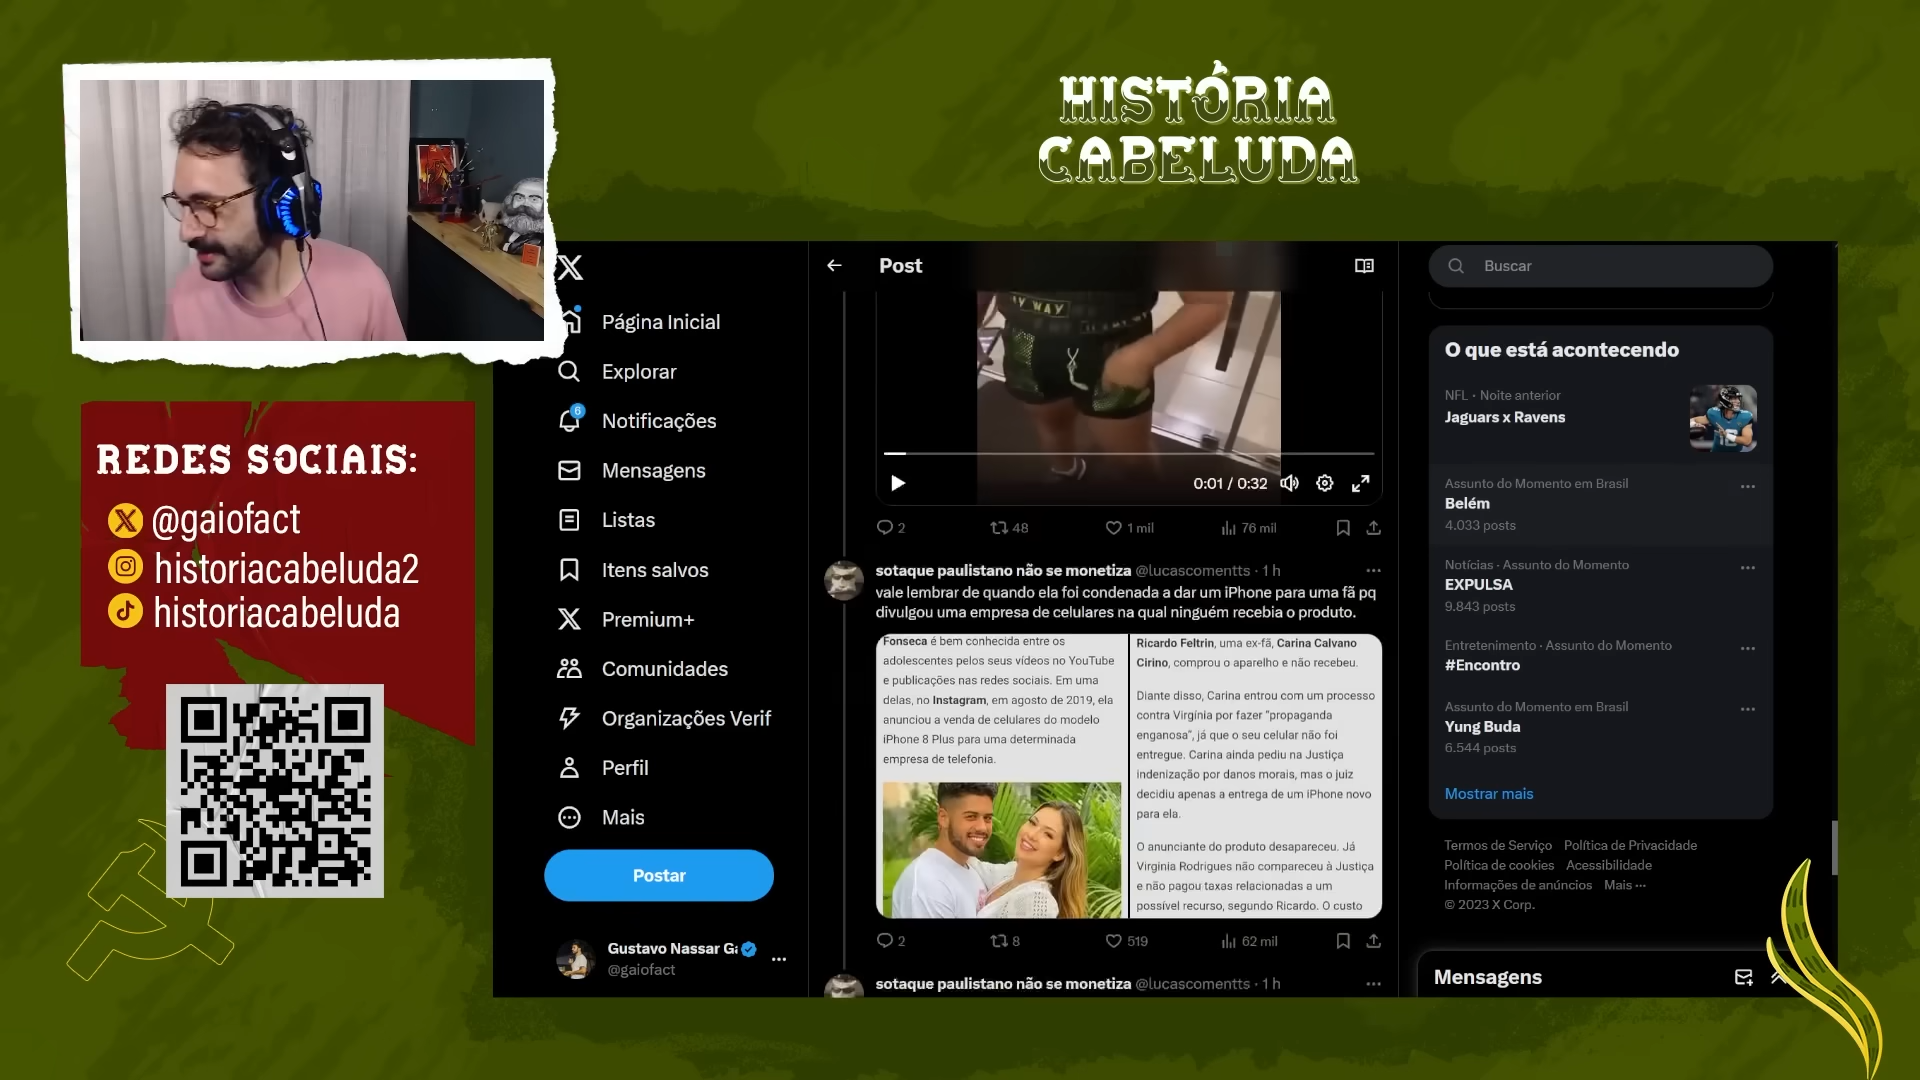 HISTÓRIA
CABELUDA
REDES SOCIAIS:
@gaiofact
historiacabeluda2
historiacabeluda
Página Inicial
Explorar
6
Notificações
Mensagens
Listas
Itens salvos
Premium+
Comunidades
Organizações Verif
Perfil
Mais
Postar
Gustavo Nassar Ga
@gaiofact
Post
0:01 / 0:32
2
48
1 mil
76 mil
sotaque paulistano não se monetiza @lucascomentts · 1 h
vale lembrar de quando ela foi condenada a dar um iPhone para uma fã pq
divulgou uma empresa de celulares na qual ninguém recebia o produto.
Fonseca é bem conhecida entre os
adolescentes pelos seus vídeos no YouTube
e publicações nas redes sociais. Em uma
delas, no Instagram, em agosto de 2019, ela
anunciou a venda de celulares do modelo
iPhone 8 Plus para uma determinada
empresa de telefonia.
Ricardo Feltrin, uma ex-fã, Carina Calvano
Cirino, comprou o aparelho e não recebeu.
Diante disso, Carina entrou com um processo
contra Virgínia por fazer "propaganda
enganosa", já que o seu celular não foi
entregue. Carina ainda pediu na Justiça
indenização por danos morais, mas o juiz
decidiu apenas a entrega de um iPhone novo
para ela.
O anunciante do produto desapareceu. Já
Virginia Rodrigues não compareceu à Justiça
e não pagou taxas relacionadas a um
possível recurso, segundo Ricardo. O custo
2
8
519
62 mil
sotaque paulistano não se monetiza @lucascomentts · 1 h
Buscar
O que está acontecendo
NFL · Noite anterior
Jaguars x Ravens
Assunto do Momento em Brasil
Belém
4.033 posts
Notícias · Assunto do Momento
EXPULSA
9.843 posts
Entretenimento · Assunto do Momento
#Encontro
Assunto do Momento em Brasil
Yung Buda
6.544 posts
Mostrar mais
Termos de Serviço Política de Privacidade
Política de cookies Acessibilidade
Informações de anúncios Mais ···
© 2023 X Corp.
Mensagens